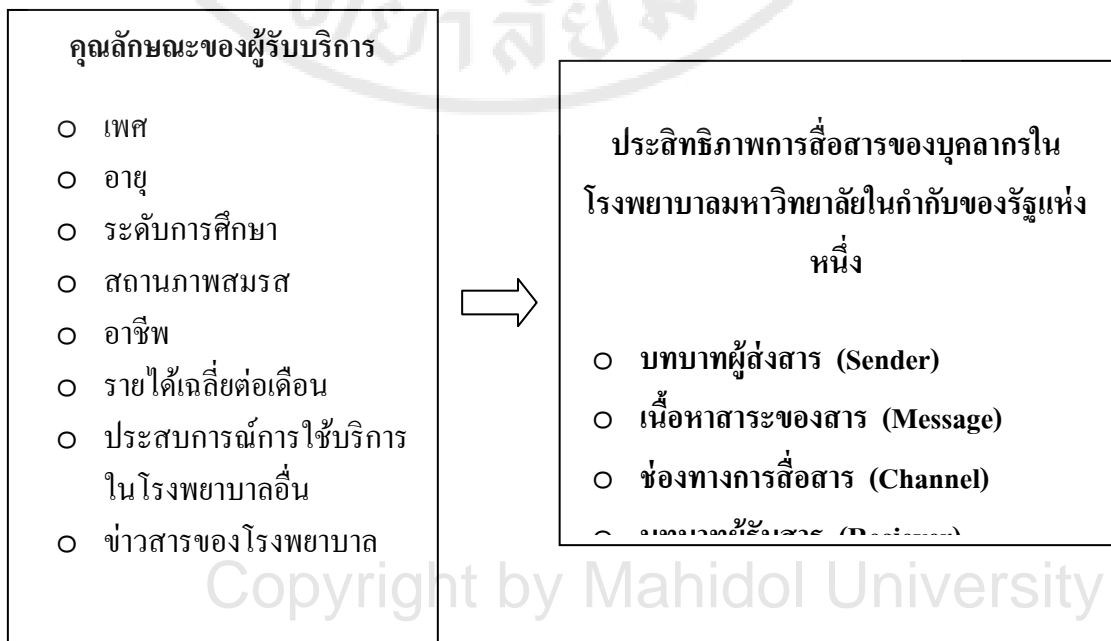 คุณลักษณะของผู้รับบริการ
เพศ
อายุ
ระดับการศึกษา
สถานภาพสมรส
อาชีพ
รายได้เฉลี่ยต่อเดือน
ประสบการณ์การใช้บริการ
ในโรงพยาบาลอื่น
ข่าวสารของโรงพยาบาล
ประสิทธิภาพการสื่อสารของบุคลากรใน
โรงพยาบาลมหาวิทยาลัยในกำกับของรัฐแห่ง
หนึ่ง
บทบาทผู้ส่งสาร (Sender)
เนื้อหาสาระของสาร (Message)
ช่องทางการสื่อสาร (Channel)
Copyright by Mahidol University